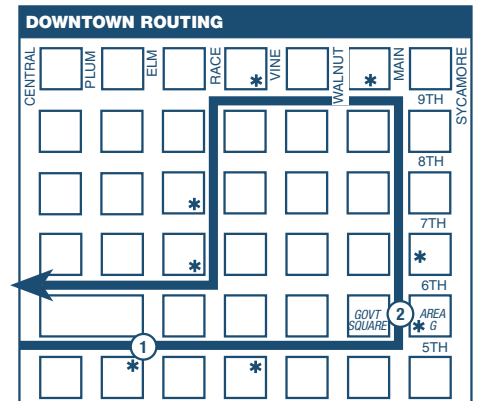 DOWNTOWN ROUTING
CENTRAL
PLUM
ELM
RACE
VINE
WALNUT
MAIN
SYCAMORE
9TH
8TH
7TH
6TH
GOVT
SQUARE
2
AREA
G
1
5TH